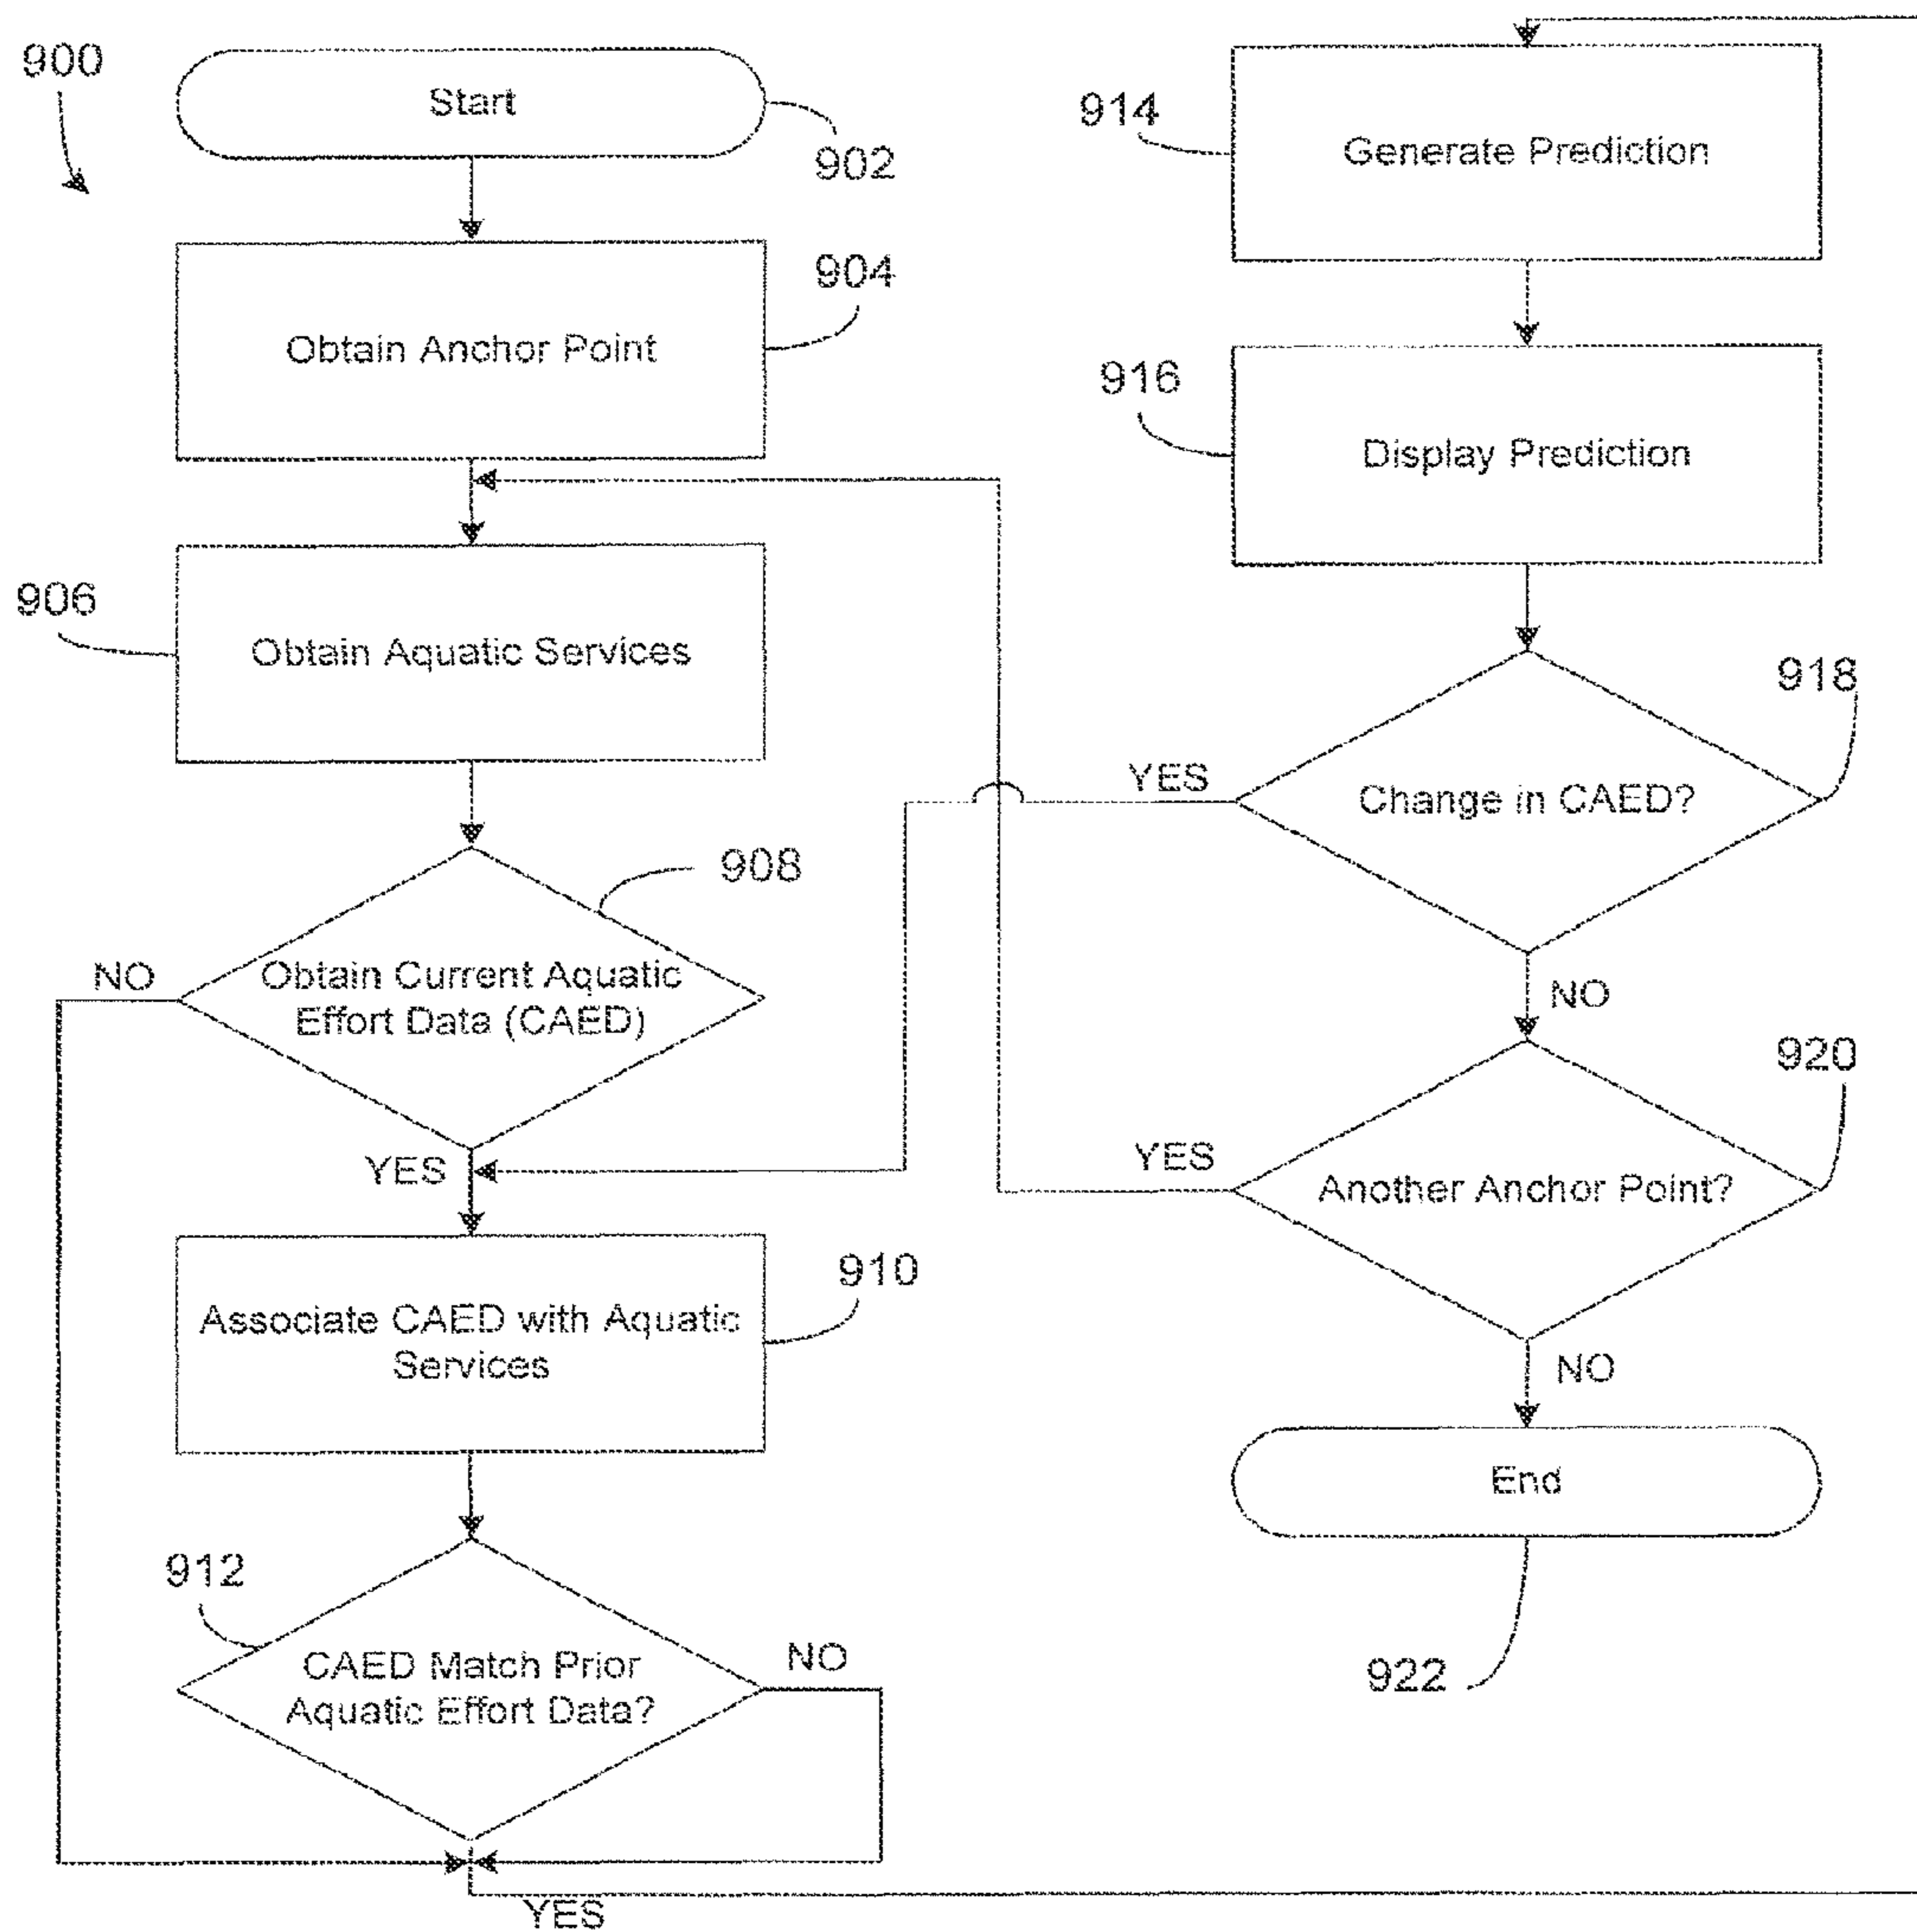 900
Start
902
904
Obtain Anchor Point
906
Obtain Aquatic Services
908
NO
Obtain Current Aquatic
Effort Data (CAED)
YES
910
Associate CAED with Aquatic
Services
912
CAED Match Prior
Aquatic Effort Data?
NO
YES
914
Generate Prediction
916
Display Prediction
918
YES
Change in CAED?
NO
920
YES
Another Anchor Point?
NO
End
922